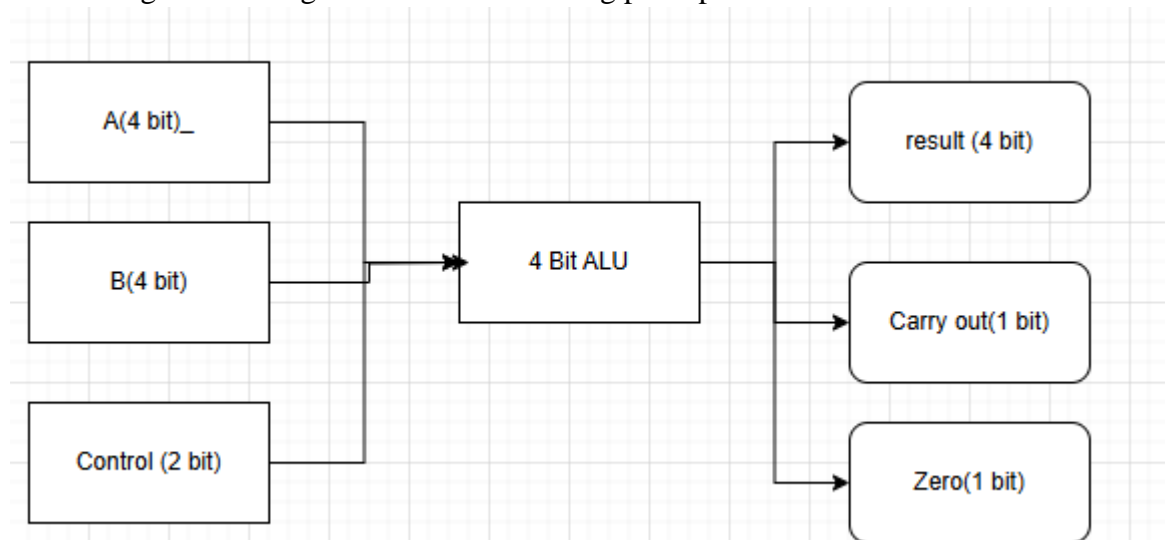 A(4 bit)_
B(4 bit)
Control (2 bit)
4 Bit ALU
result (4 bit)
Carry out(1 bit)
Zero(1 bit)